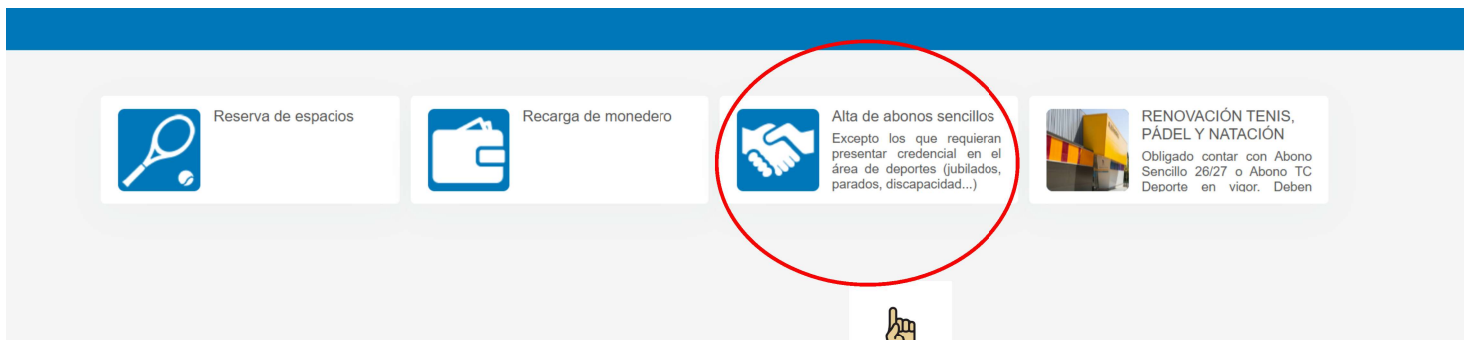 Reserva de espacios
Recarga de monedero
Alta de abonos sencillos
Excepto los que requieran
presentar credencial en el
área de deportes (jubilados,
parados, discapacidad...)
RENOVACIÓN TENIS,
PÁDEL Y NATACIÓN
Obligado contar con Abono
Sencillo 26/27 o Abono TC
Deporte en vigor. Deben